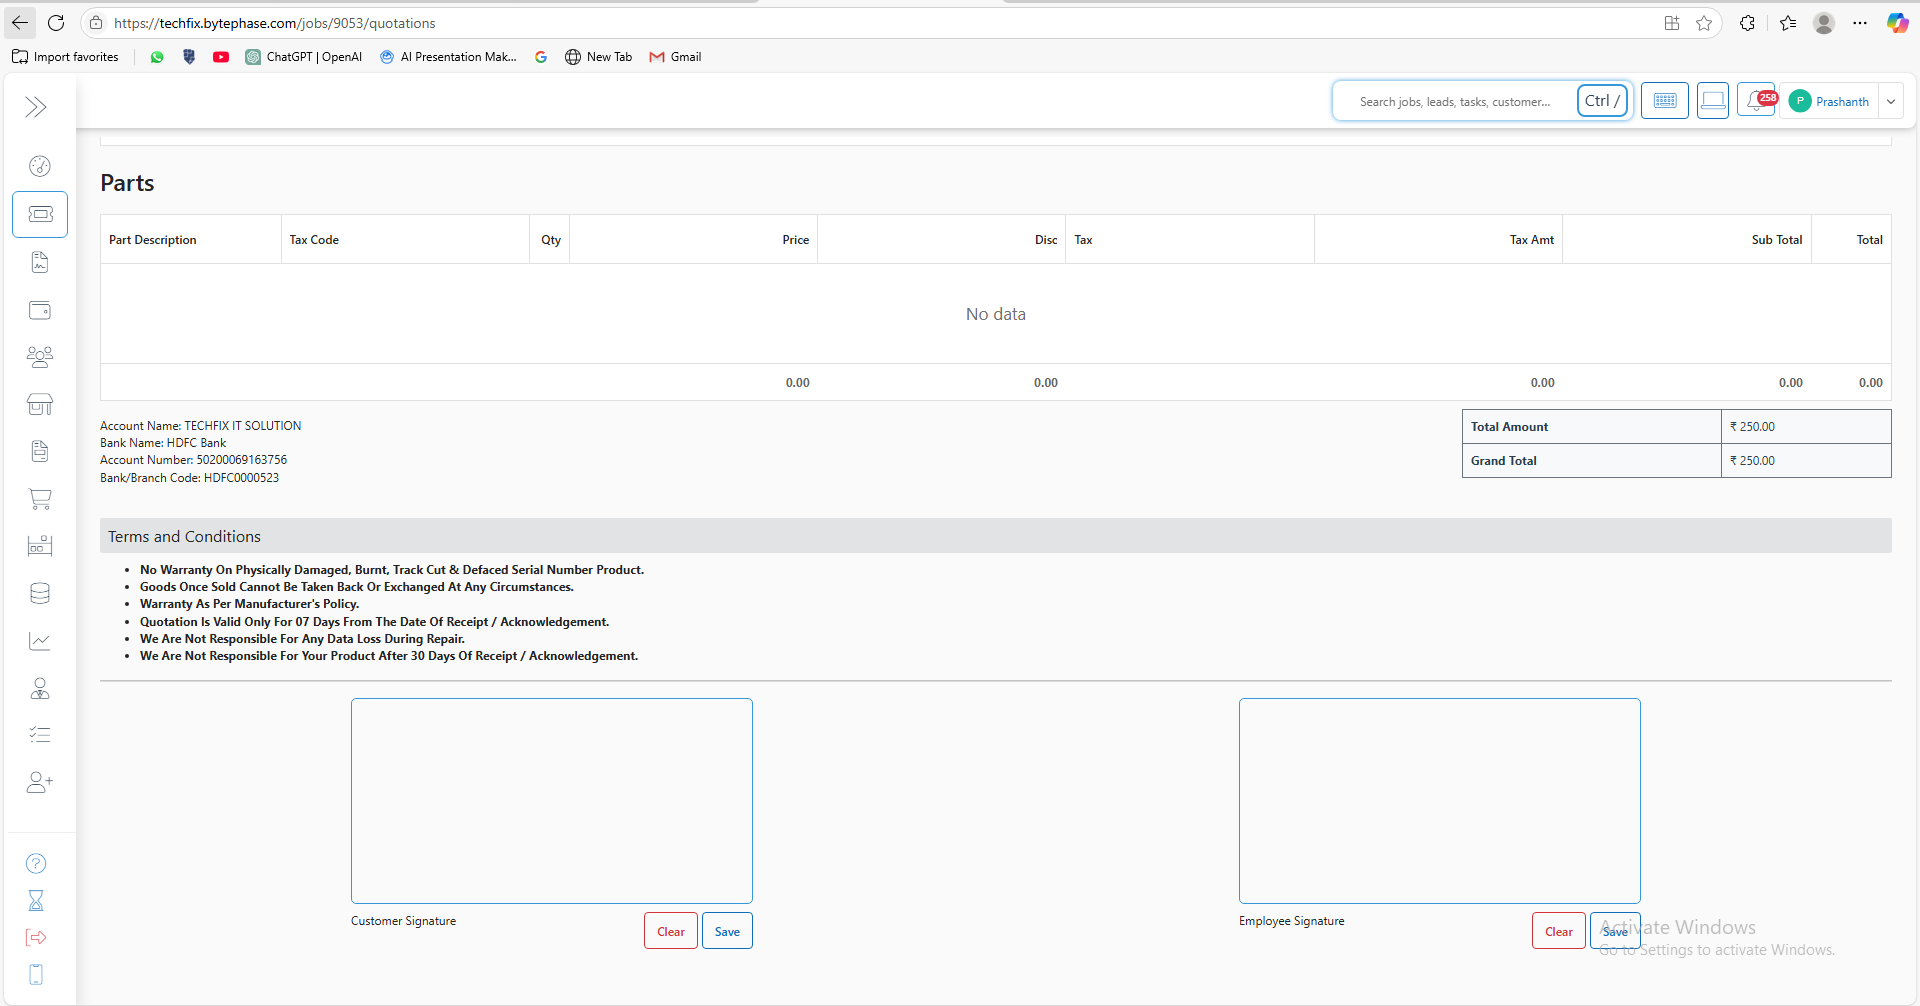 https://techfix.bytephase.com/jobs/9053/quotations
Import favorites
ChatGPT | OpenAI
AI Presentation Mak...
New Tab
Gmail
Search jobs, leads, tasks, customer...
Ctrl /
258
P
Prashanth
Parts
Part Description Tax Code Qty Price Disc Tax Tax Amt Sub Total Total
No data
0.00 0.00 0.00 0.00 0.00
Account Name: TECHFIX IT SOLUTION
Bank Name: HDFC Bank
Account Number: 50200069163756
Bank/Branch Code: HDFC0000523
Total Amount ₹ 250.00
Grand Total ₹ 250.00
Terms and Conditions
• No Warranty On Physically Damaged, Burnt, Track Cut & Defaced Serial Number Product.
• Goods Once Sold Cannot Be Taken Back Or Exchanged At Any Circumstances.
• Warranty As Per Manufacturer's Policy.
• Quotation Is Valid Only For 07 Days From The Date Of Receipt / Acknowledgement.
• We Are Not Responsible For Any Data Loss During Repair.
• We Are Not Responsible For Your Product After 30 Days Of Receipt / Acknowledgement.
Customer Signature
Clear
Save
Employee Signature
Clear
Save
Activate Windows
Go to Settings to activate Windows.